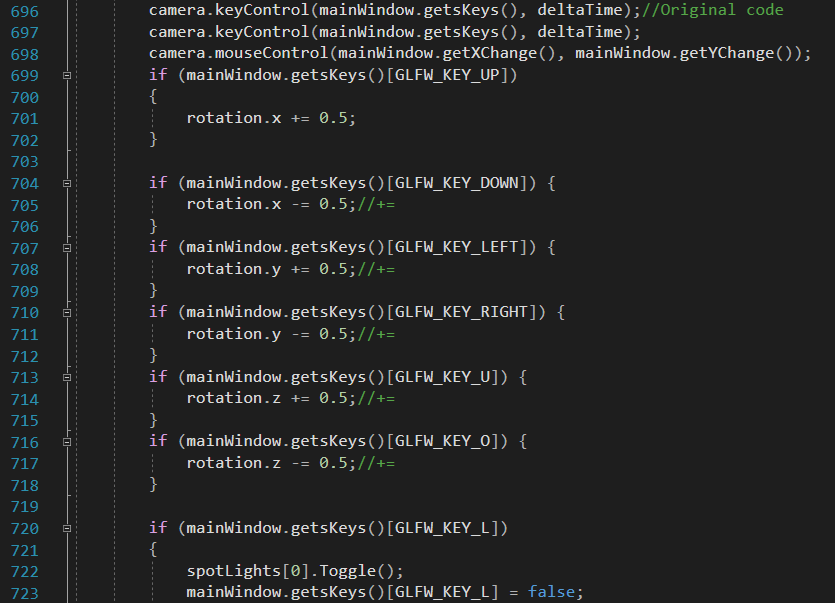 696 camera.keyControl(mainWindow.getsKeys(), deltaTime);//Original code
697 camera.keyControl(mainWindow.getsKeys(), deltaTime);
698 camera.mouseControl(mainWindow.getXChange(), mainWindow.getYChange());
699 if (mainWindow.getsKeys()[GLFW_KEY_UP])
700 {
701 rotation.x += 0.5;
702 }
703
704 if (mainWindow.getsKeys()[GLFW_KEY_DOWN]) {
705 rotation.x -= 0.5;//+=
706 }
707 if (mainWindow.getsKeys()[GLFW_KEY_LEFT]) {
708 rotation.y += 0.5;//+=
709 }
710 if (mainWindow.getsKeys()[GLFW_KEY_RIGHT]) {
711 rotation.y -= 0.5;//+=
712 }
713 if (mainWindow.getsKeys()[GLFW_KEY_U]) {
714 rotation.z += 0.5;//+=
715 }
716 if (mainWindow.getsKeys()[GLFW_KEY_O]) {
717 rotation.z -= 0.5;//+=
718 }
719
720 if (mainWindow.getsKeys()[GLFW_KEY_L])
721 {
722 spotLights[0].Toggle();
723 mainWindow.getsKeys()[GLFW_KEY_L] = false;